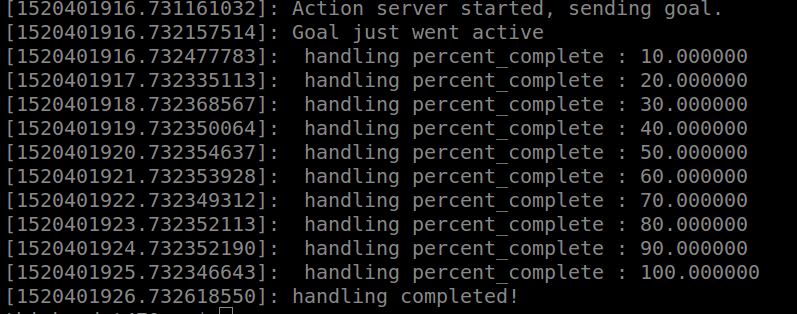 [1520401916.731161032]: Action server started, sending goal.
[1520401916.732157514]: Goal just went active
[1520401916.732477783]:  handling percent_complete : 10.000000
[1520401917.732335113]:  handling percent_complete : 20.000000
[1520401918.732368567]:  handling percent_complete : 30.000000
[1520401919.732350064]:  handling percent_complete : 40.000000
[1520401920.732354637]:  handling percent_complete : 50.000000
[1520401921.732353928]:  handling percent_complete : 60.000000
[1520401922.732349312]:  handling percent_complete : 70.000000
[1520401923.732352113]:  handling percent_complete : 80.000000
[1520401924.732352190]:  handling percent_complete : 90.000000
[1520401925.732346643]:  handling percent_complete : 100.000000
[1520401926.732618550]: handling completed!